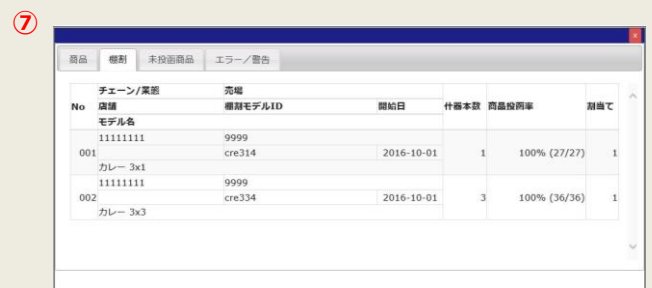 ⑦
×
商品 棚割 未投函商品 エラー/警告
チェーン/業態 売場
No 店舗 棚割モデルID 開始日 什器本数 商品投函率 割当て
モデル名
11111111 9999
001 cre314 2016-10-01 1 100% (27/27) 1
カレー 3x1
11111111 9999
002 cre334 2016-10-01 3 100% (36/36) 1
カレー 3x3